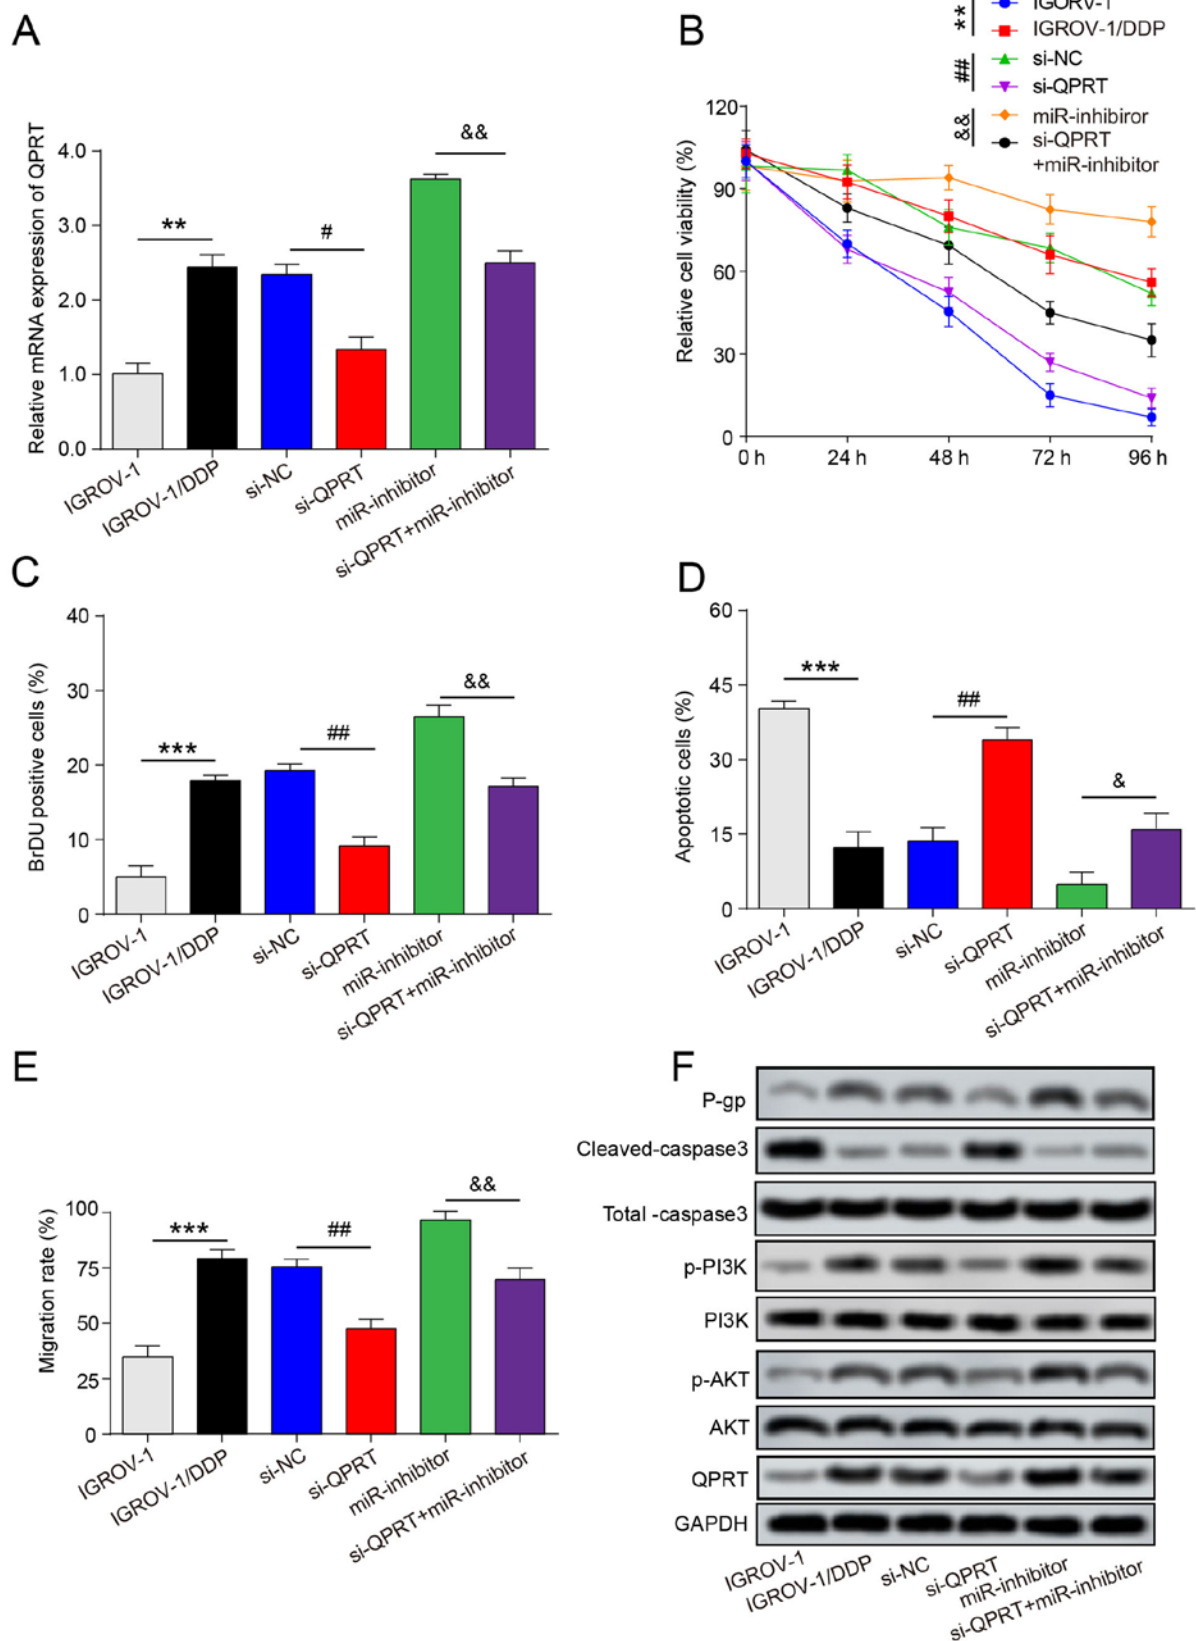 A
Relative mRNA expression of QPRT
4.0
3.0
2.0
1.0
0.0
**
#
&&
IGROV-1
IGROV-1/DDP
si-NC
si-QPRT
miR-inhibitor
si-QPRT+miR-inhibitor
B
**
IGORV-1
IGROV-1/DDP
##
si-NC
si-QPRT
&&
miR-inhibiror
si-QPRT
+miR-inhibitor
Relative cell viability (%)
120
90
60
30
0
0 h
24 h
48 h
72 h
96 h
C
BrDU positive cells (%)
40
30
20
10
0
***
##
&&
IGROV-1
IGROV-1/DDP
si-NC
si-QPRT
miR-inhibitor
si-QPRT+miR-inhibitor
D
Apoptotic cells (%)
60
45
30
15
0
***
##
&
IGROV-1
IGROV-1/DDP
si-NC
si-QPRT
miR-inhibitor
si-QPRT+miR-inhibitor
E
Migration rate (%)
100
75
50
25
0
***
##
&&
IGROV-1
IGROV-1/DDP
si-NC
si-QPRT
miR-inhibitor
si-QPRT+miR-inhibitor
F
P-gp
Cleaved-caspase3
Total -caspase3
p-PI3K
PI3K
p-AKT
AKT
QPRT
GAPDH
IGROV-1
IGROV-1/DDP
si-NC
si-QPRT
miR-inhibitor
si-QPRT+miR-inhibitor